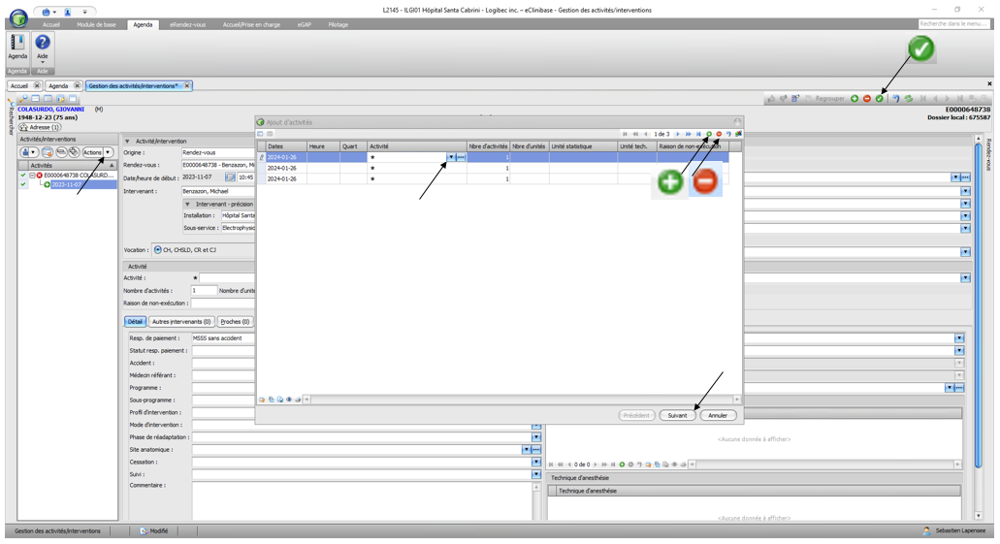 L2145 - ILGI01 Hôpital Santa Cabrini - Logibec inc. – eClinibase - Gestion des activités/interventions
Accueil Module de base Agenda eRendez-vous Accueil/Prise en charge eGAP Pilotage
Recherche dans le menu...
Agenda Aide
Agenda Aide
Accueil Agenda Gestion des activités/interventions*
Regrouper
COLASURDO, GIOVANNI (M)
E0000648738
1948-12-23 (75 ans)
Dossier local : 675587
Adresse (1)
Recherche
Rendez-vous
Activités/interventions
Actions
Activités
E0000648738 COLASURD...
2023-11-07
Activité/intervention
Origine : Rendez-vous
Rendez-vous : E0000648738 - Benzazon, M
Date/heure de début : 2023-11-07 10:45
Intervenant : Benzazon, Michael
Intervenant - précision
Installation : Hôpital Santa
Sous-service : Electrophysio
Vocation : CH, CHSLD, CR et CJ
Activité
Activité : ★
Nombre d'activités : 1 Nombre d'unité
Raison de non-exécution :
Détail Autres intervenants (0) Proches (0)
Resp. de paiement : MSSS sans accident
Statut resp. paiement :
Accident :
Médecin référant :
Programme :
Sous-programme :
Profil d'intervention :
Mode d'intervention :
Phase de réadaptation :
Site anatomique :
Cessation :
Suivi :
Commentaire :
Ajout d'activités
1 de 3
Dates Heure Quart Activité Nbre d'activités Nbre d'unités Unité statistique Unité tech. Raison de non-exécution
2024-01-26 ★ 1
2024-01-26 ★ 1
2024-01-26 ★ 1
Précédent Suivant Annuler
<Aucune donnée à afficher>
0 de 0
Technique d'anesthésie
Technique d'anesthésie
<Aucune donnée à afficher>
Gestion des activités/interventions Modifié Sebastien Lapensee